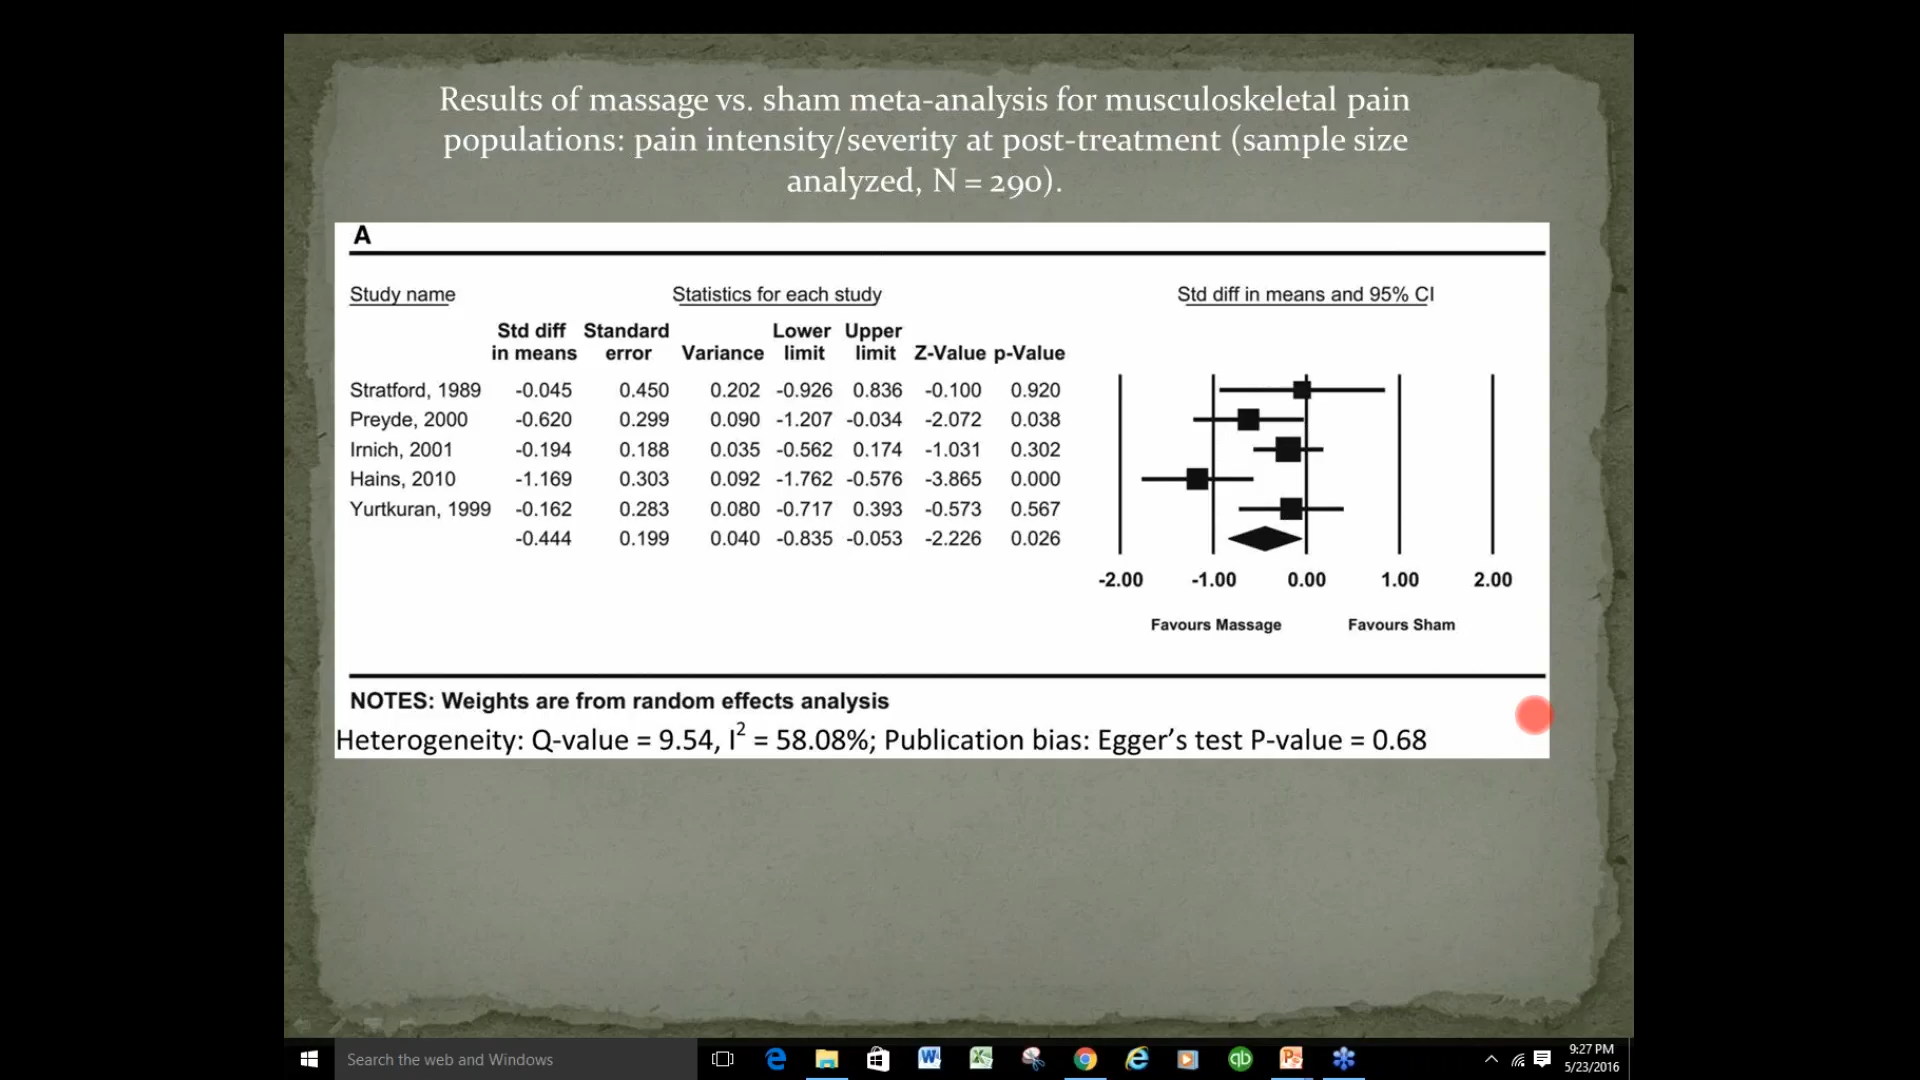 Results of massage vs. sham meta-analysis for musculoskeletal pain
populations: pain intensity/severity at post-treatment (sample size
analyzed, N = 290).
A
Study name Statistics for each study Std diff in means and 95% CI
Std diff Standard Lower Upper
in means error Variance limit limit Z-Value p-Value
Stratford, 1989 -0.045 0.450 0.202 -0.926 0.836 -0.100 0.920
Preyde, 2000 -0.620 0.299 0.090 -1.207 -0.034 -2.072 0.038
Irnich, 2001 -0.194 0.188 0.035 -0.562 0.174 -1.031 0.302
Hains, 2010 -1.169 0.303 0.092 -1.762 -0.576 -3.865 0.000
Yurtkuran, 1999 -0.162 0.283 0.080 -0.717 0.393 -0.573 0.567
-0.444 0.199 0.040 -0.835 -0.053 -2.226 0.026
-2.00 -1.00 0.00 1.00 2.00
Favours Massage Favours Sham
NOTES: Weights are from random effects analysis
Heterogeneity: Q-value = 9.54, I² = 58.08%; Publication bias: Egger's test P-value = 0.68
Search the web and Windows
9:27 PM
5/23/2016